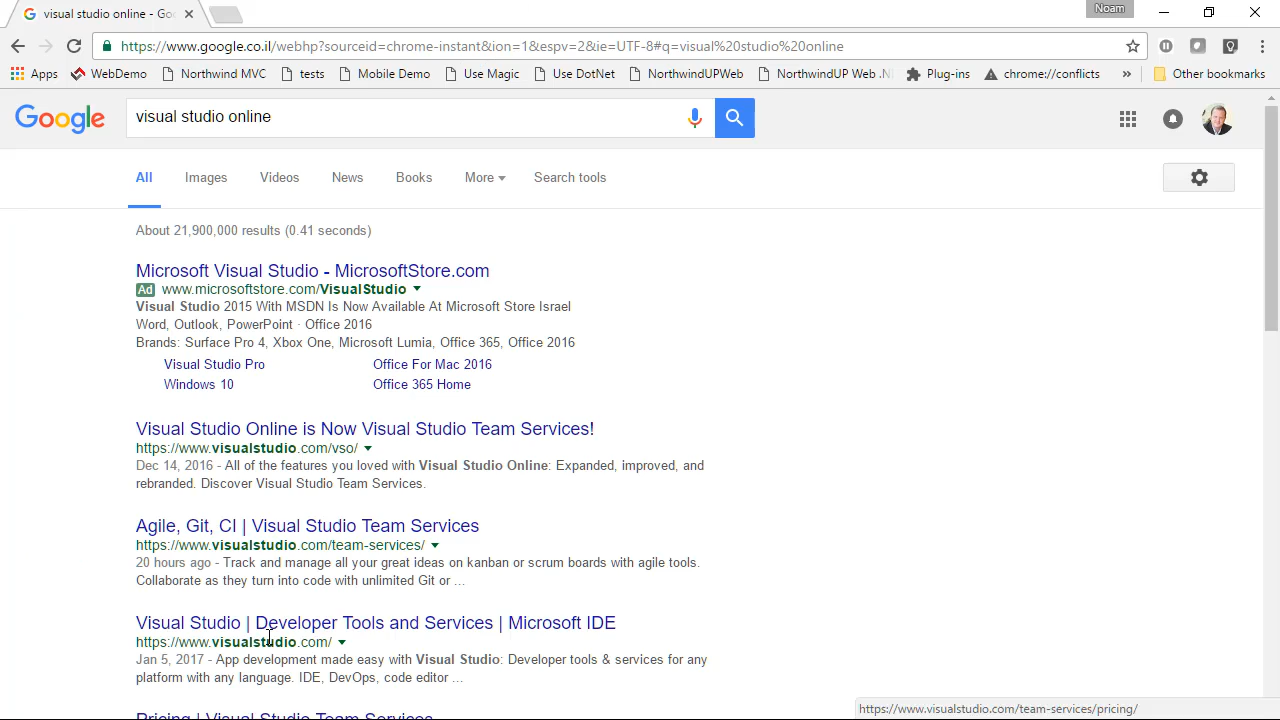 visual studio online - Goo
Noam
https://www.google.co.il/webhp?sourceid=chrome-instant&ion=1&espv=2&ie=UTF-8#q=visual%20studio%20online
Apps WebDemo Northwind MVC tests Mobile Demo Use Magic Use DotNet NorthwindUPWeb NorthwindUP Web .N Plug-ins chrome://conflicts » Other bookmarks
Google visual studio online
All Images Videos News Books More Search tools
About 21,900,000 results (0.41 seconds)
Microsoft Visual Studio - MicrosoftStore.com
Ad www.microsoftstore.com/VisualStudio
Visual Studio 2015 With MSDN Is Now Available At Microsoft Store Israel
Word, Outlook, PowerPoint · Office 2016
Brands: Surface Pro 4, Xbox One, Microsoft Lumia, Office 365, Office 2016
Visual Studio Pro Office For Mac 2016
Windows 10 Office 365 Home
Visual Studio Online is Now Visual Studio Team Services!
https://www.visualstudio.com/vso/
Dec 14, 2016 - All of the features you loved with Visual Studio Online: Expanded, improved, and
rebranded. Discover Visual Studio Team Services.
Agile, Git, CI | Visual Studio Team Services
https://www.visualstudio.com/team-services/
20 hours ago - Track and manage all your great ideas on kanban or scrum boards with agile tools.
Collaborate as they turn into code with unlimited Git or ...
Visual Studio | Developer Tools and Services | Microsoft IDE
https://www.visualstudio.com/
Jan 5, 2017 - App development made easy with Visual Studio: Developer tools & services for any
platform with any language. IDE, DevOps, code editor ...
Pricing | Visual Studio Team Services
https://www.visualstudio.com/team-services/pricing/